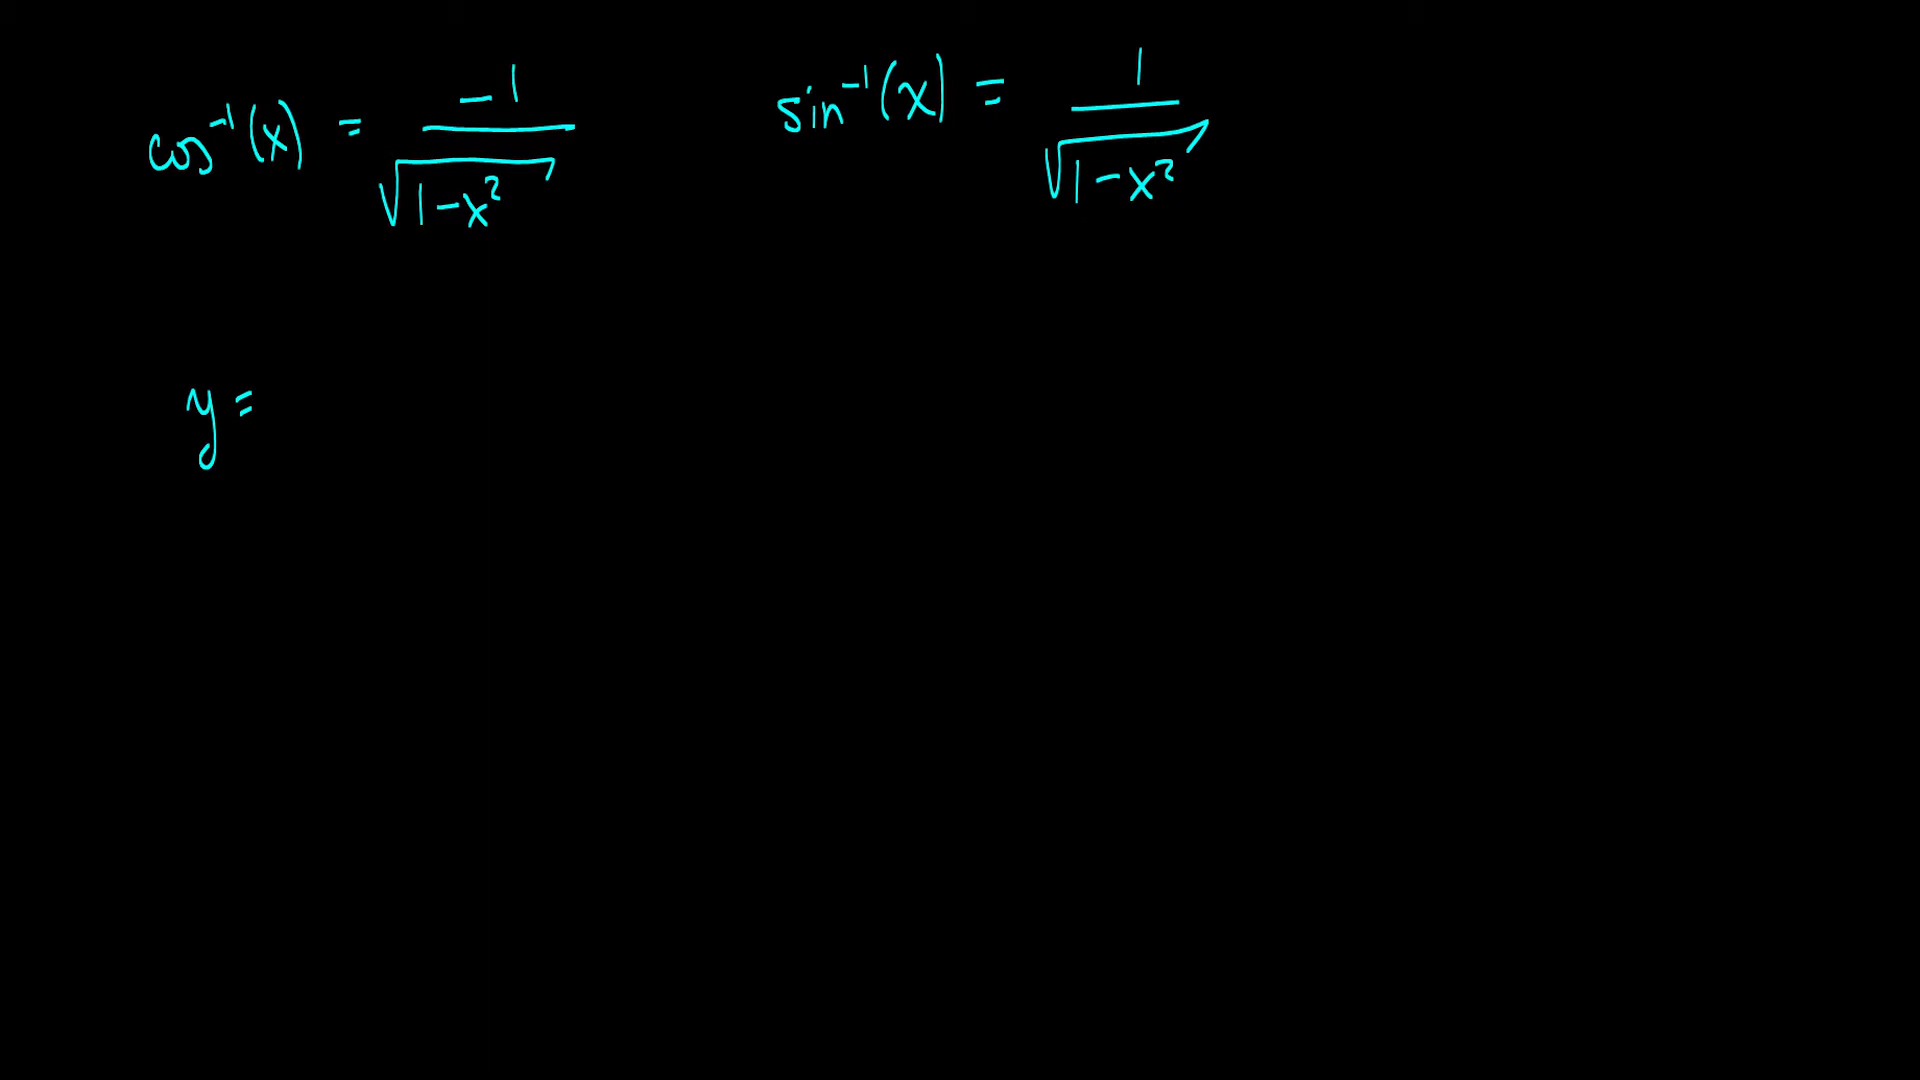 cos⁻¹(x) = -1/√(1-x²)    sin⁻¹(x) = 1/√(1-x²)
y =